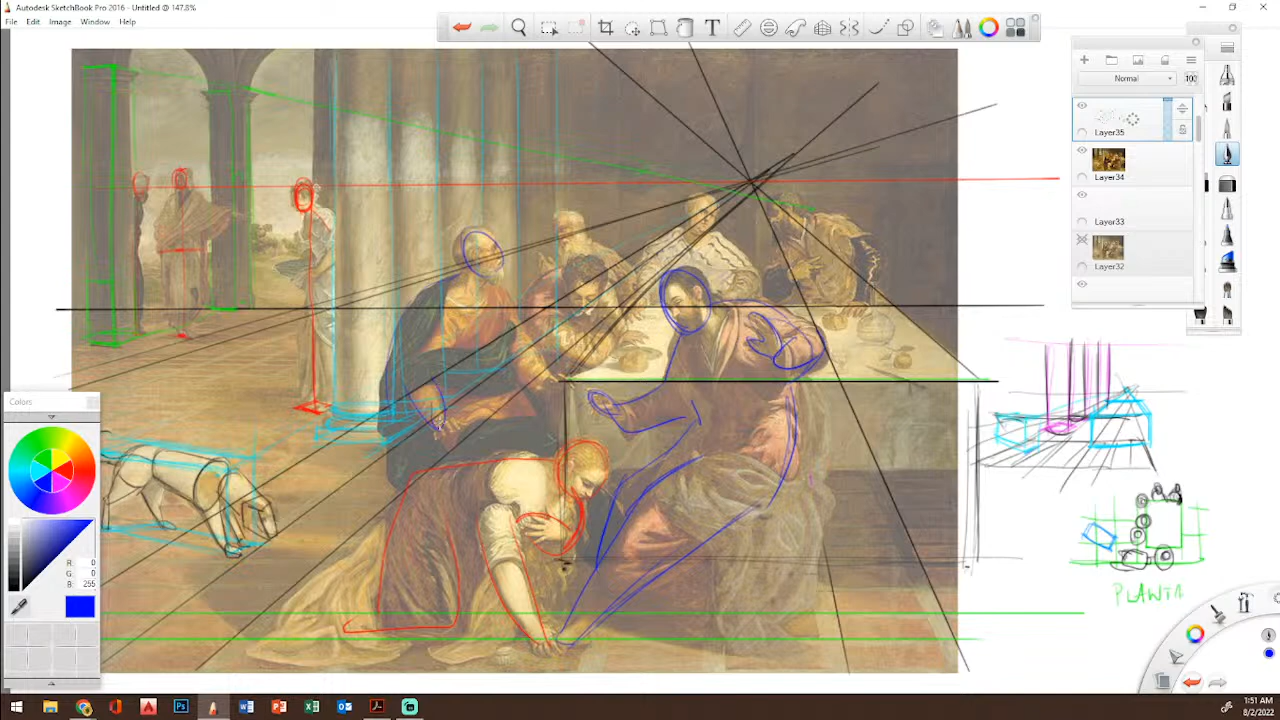 Autodesk SketchBook Pro 2016 - Untitled @ 147.8%
File Edit Image Window Help
T
Normal
100
Layer35
Layer34
Layer33
Layer32
Colors
R 0
G 0
B 255
PLANTA
1:51 AM
8/2/2022